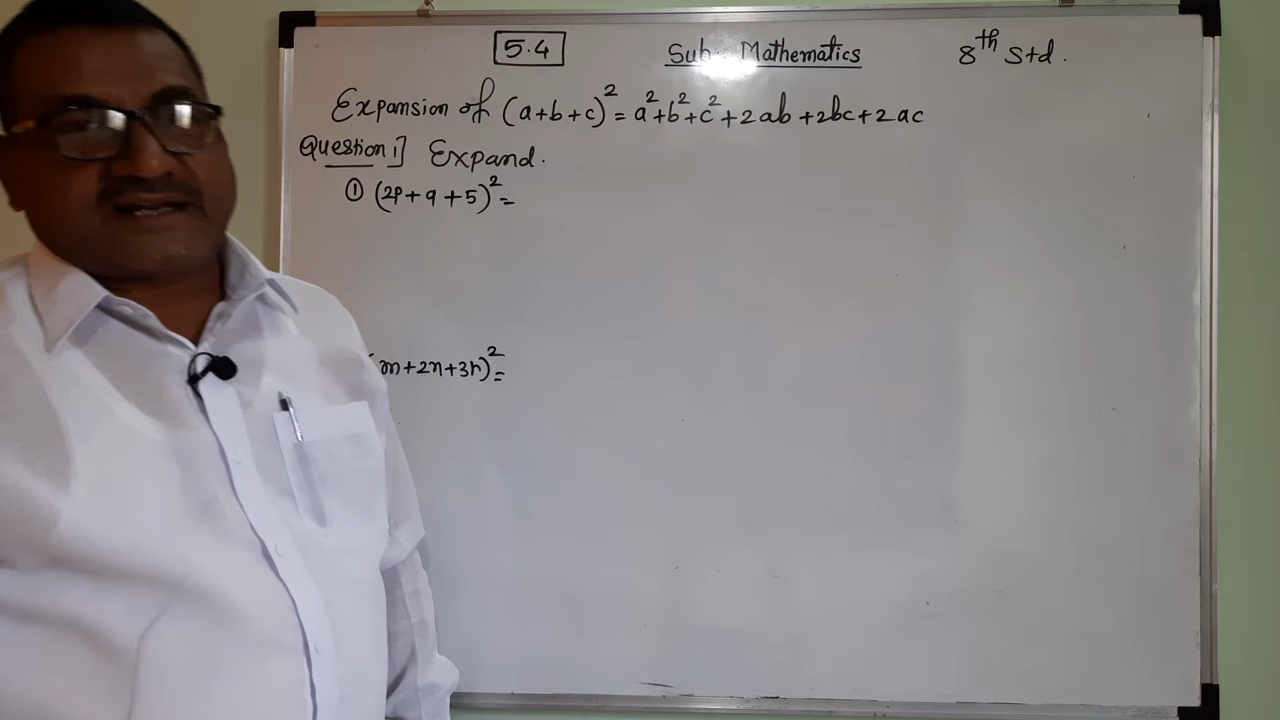 5.4 Sub:- Mathematics 8th Std.
Expansion of (a+b+c)² = a²+b²+c²+2ab+2bc+2ac
Question 1] Expand.
① (2p+q+5)² =
(m+2n+3r)² =